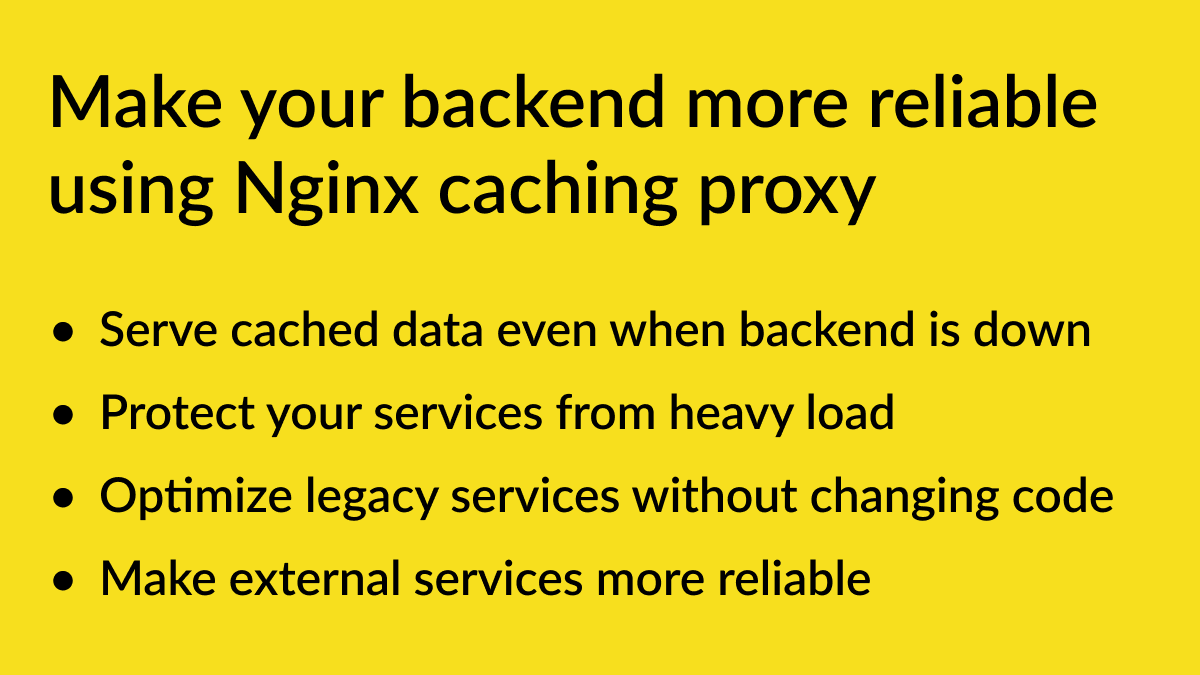 Make your backend more reliable
using Nginx caching proxy
• Serve cached data even when backend is down
• Protect your services from heavy load
• Optimize legacy services without changing code
• Make external services more reliable